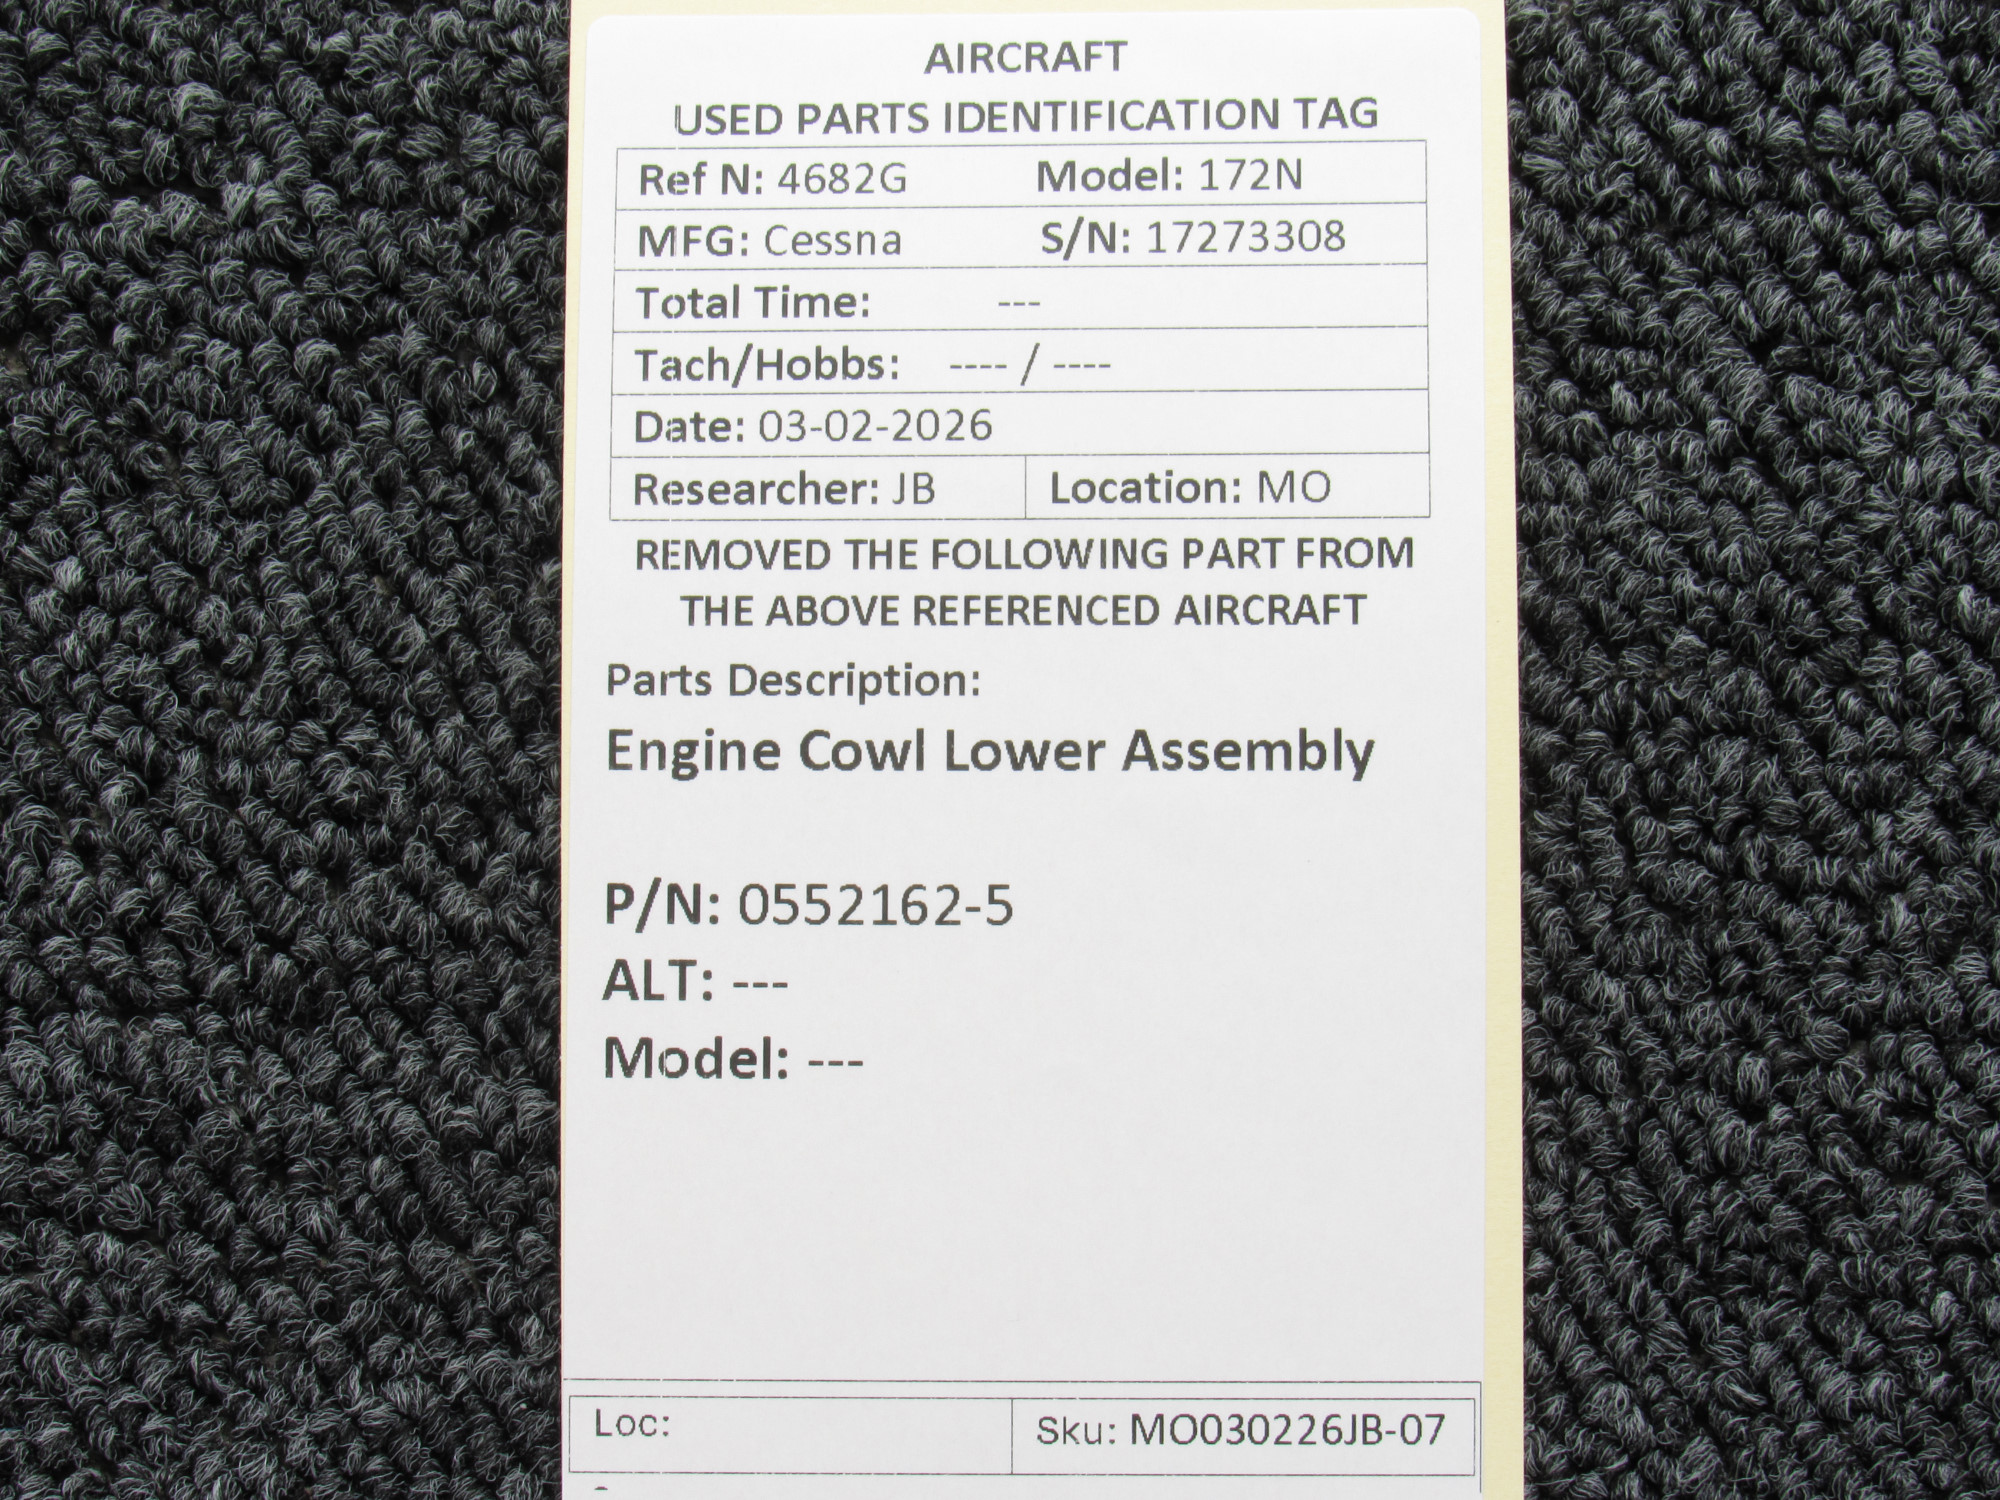 AIRCRAFT
USED PARTS IDENTIFICATION TAG
Ref N: 4682G Model: 172N
MFG: Cessna S/N: 17273308
Total Time: ---
Tach/Hobbs: ---- / ----
Date: 03-02-2026
Researcher: JB Location: MO
REMOVED THE FOLLOWING PART FROM
THE ABOVE REFERENCED AIRCRAFT
Parts Description:
Engine Cowl Lower Assembly
P/N: 0552162-5
ALT: ---
Model: ---
Loc: Sku: MO030226JB-07